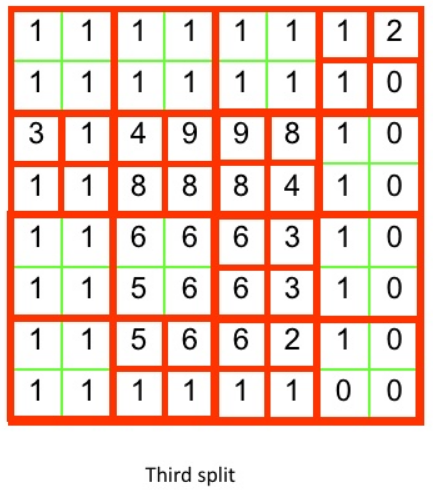 1 1 1 1 1 1 1 2
1 1 1 1 1 1 1 0
3 1 4 9 9 8 1 0
1 1 8 8 8 4 1 0
1 1 6 6 6 3 1 0
1 1 5 6 6 3 1 0
1 1 5 6 6 2 1 0
1 1 1 1 1 1 0 0
Third split